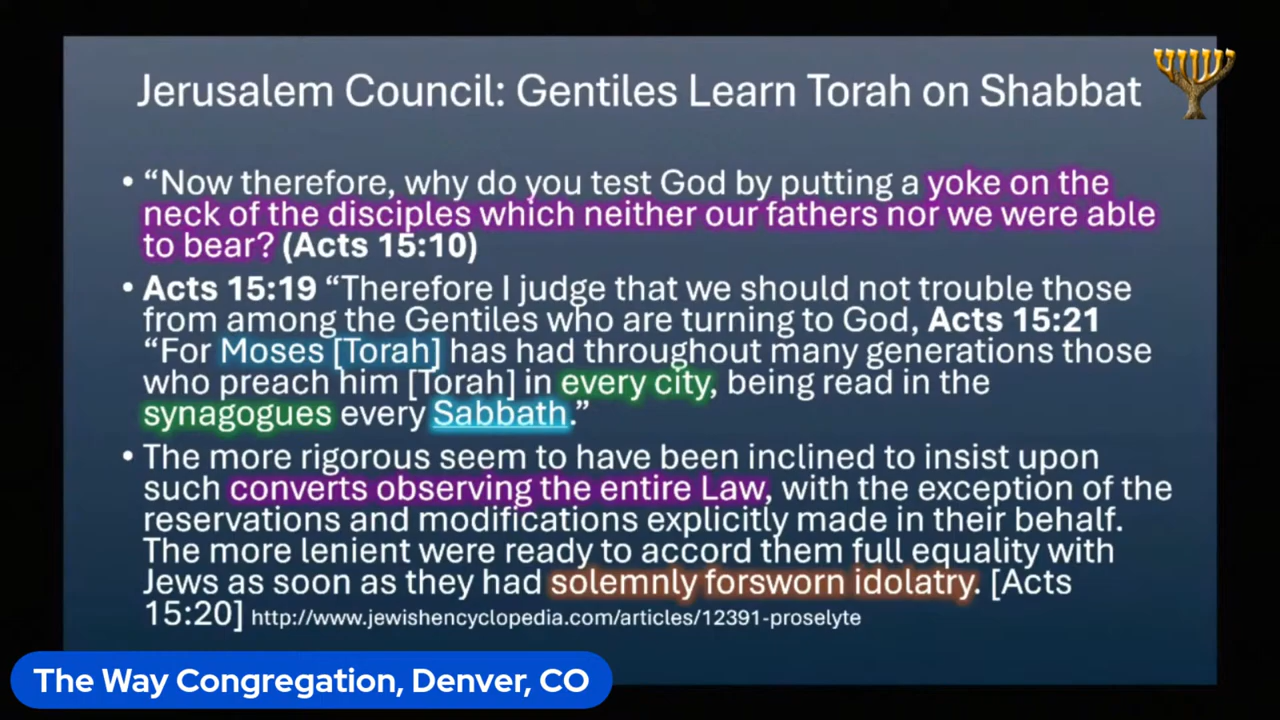 Jerusalem Council: Gentiles Learn Torah on Shabbat
• “Now therefore, why do you test God by putting a yoke on the
neck of the disciples which neither our fathers nor we were able
to bear? (Acts 15:10)
• Acts 15:19 “Therefore I judge that we should not trouble those
from among the Gentiles who are turning to God, Acts 15:21
“For Moses [Torah] has had throughout many generations those
who preach him [Torah] in every city, being read in the
synagogues every Sabbath.”
• The more rigorous seem to have been inclined to insist upon
such converts observing the entire Law, with the exception of the
reservations and modifications explicitly made in their behalf.
The more lenient were ready to accord them full equality with
Jews as soon as they had solemnly forsworn idolatry. [Acts
15:20] http://www.jewishencyclopedia.com/articles/12391-proselyte
The Way Congregation, Denver, CO